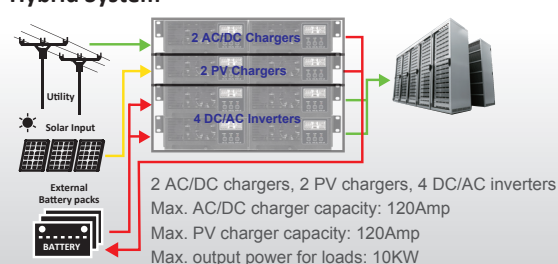 Hybrid System
2 AC/DC Chargers
2 PV Chargers
4 DC/AC Inverters
Utility
Solar Input
External
Battery packs
BATTERY
2 AC/DC chargers, 2 PV chargers, 4 DC/AC inverters
Max. AC/DC charger capacity: 120Amp
Max. PV charger capacity: 120Amp
Max. output power for loads: 10KW